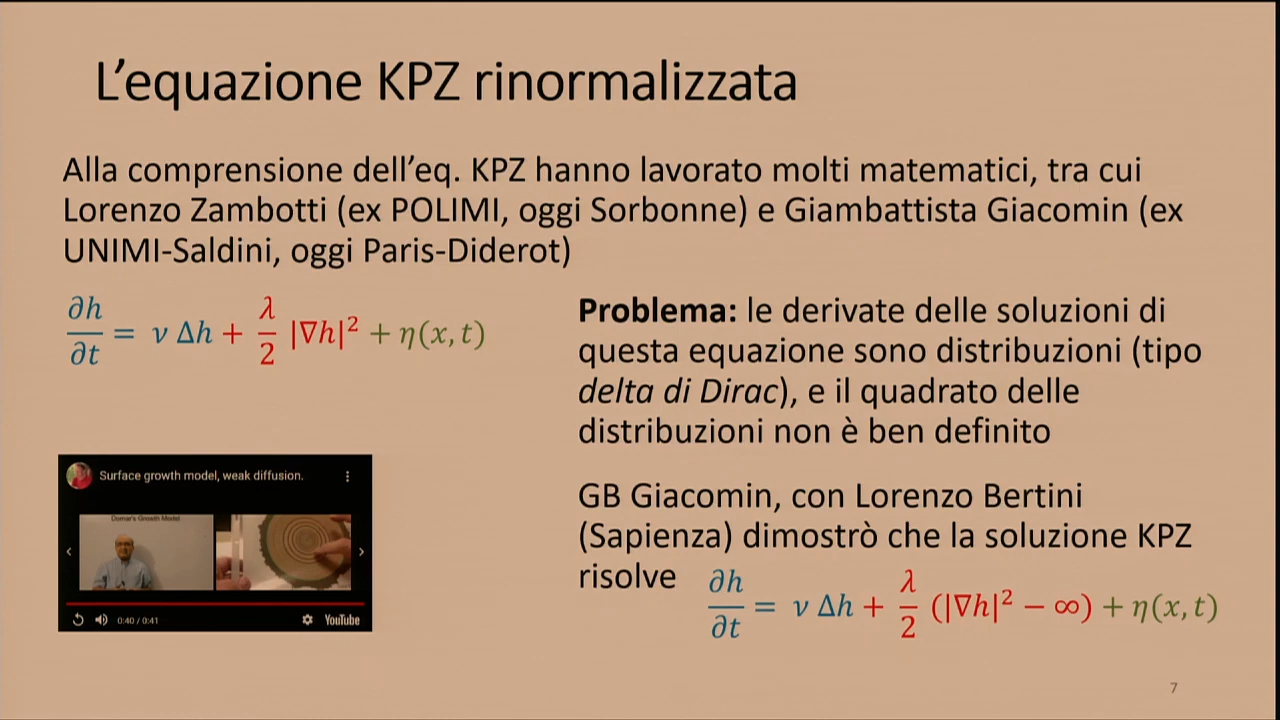 L’equazione KPZ rinormalizzata
Alla comprensione dell’eq. KPZ hanno lavorato molti matematici, tra cui
Lorenzo Zambotti (ex POLIMI, oggi Sorbonne) e Giambattista Giacomin (ex
UNIMI-Saldini, oggi Paris-Diderot)
∂h/∂t = ν Δh + λ/2 |∇h|² + η(x, t)
Problema: le derivate delle soluzioni di
questa equazione sono distribuzioni (tipo
delta di Dirac), e il quadrato delle
distribuzioni non è ben definito
GB Giacomin, con Lorenzo Bertini
(Sapienza) dimostrò che la soluzione KPZ
risolve ∂h/∂t = ν Δh + λ/2 (|∇h|² − ∞) + η(x, t)
Surface growth model, weak diffusion.
Domar's Growth Model
0:40 / 0:41
YouTube
7